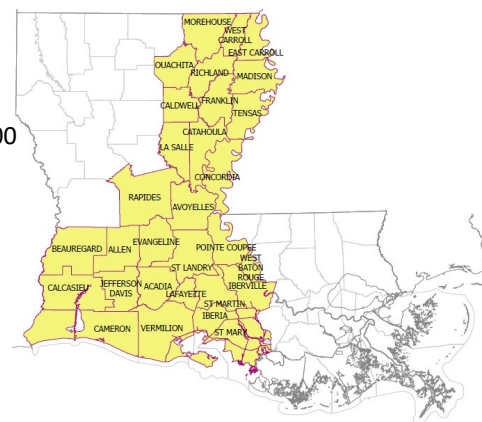 MOREHOUSE
WEST
CARROLL
EAST CARROLL
OUACHITA
RICHLAND
MADISON
CALDWELL
FRANKLIN
TENSAS
CATAHOULA
00
LA SALLE
CONCORDIA
RAPIDES
AVOYELLES
EVANGELINE
BEAUREGARD
ALLEN
POINTE COUPEE
WEST
BATON
ROUGE
ST LANDRY
IBERVILLE
CALCASIEU
JEFFERSON
DAVIS
ACADIA
LAFAYETTE
ST MARTIN
IBERIA
CAMERON
VERMILION
ST MARY